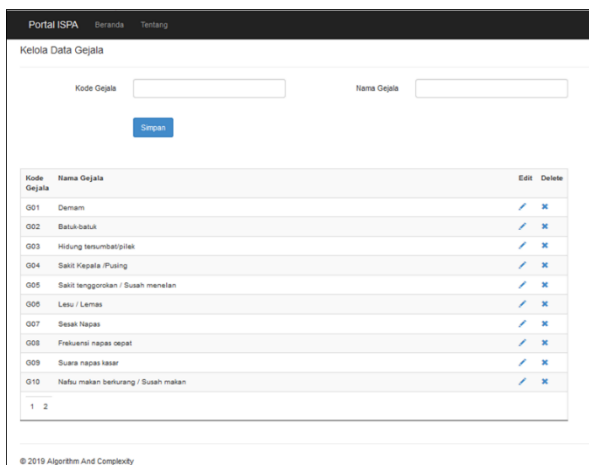 Portal ISPA Beranda Tentang
Kelola Data Gejala
Kode Gejala Nama Gejala
Simpan
Kode Gejala Nama Gejala Edit Delete
G01 Demam
G02 Batuk-batuk
G03 Hidung tersumbat/pilek
G04 Sakit Kepala /Pusing
G05 Sakit tenggorokan / Susah menelan
G06 Lesu / Lemas
G07 Sesak Napas
G08 Frekuensi napas cepat
G09 Suara napas kasar
G10 Nafsu makan berkurang / Susah makan
1 2
© 2019 Algorithm And Complexity